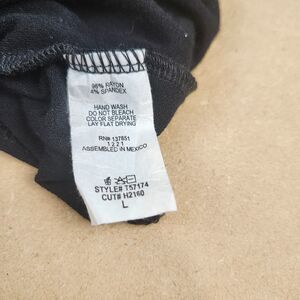 96% RAYON
4% SPANDEX
HAND WASH
DO NOT BLEACH
COLOR SEPARATE
LAY FLAT DRYING
RN# 137651
1221
ASSEMBLED IN MEXICO
STYLE# T57174
CUT# H2160
L